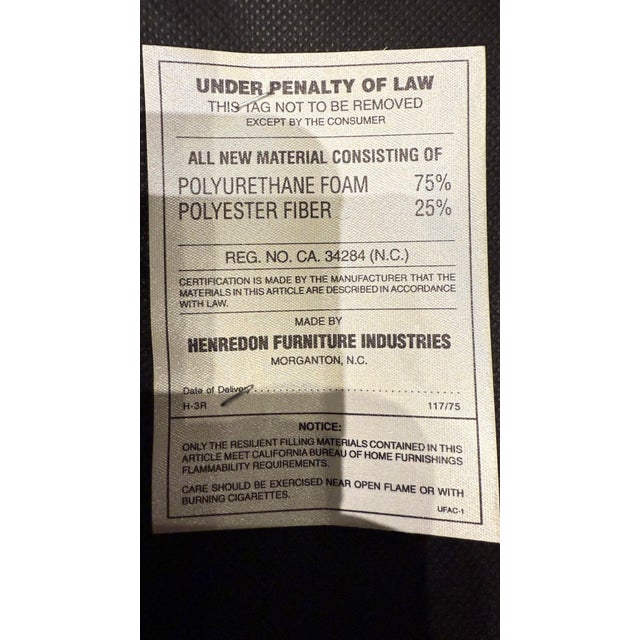 UNDER PENALTY OF LAW
THIS TAG NOT TO BE REMOVED
EXCEPT BY THE CONSUMER
ALL NEW MATERIAL CONSISTING OF
POLYURETHANE FOAM 75%
POLYESTER FIBER 25%
REG. NO. CA. 34284 (N.C.)
CERTIFICATION IS MADE BY THE MANUFACTURER THAT THE
MATERIALS IN THIS ARTICLE ARE DESCRIBED IN ACCORDANCE
WITH LAW.
MADE BY
HENREDON FURNITURE INDUSTRIES
MORGANTON, N.C.
Date of Delivery
H-3R 117/75
NOTICE:
ONLY THE RESILIENT FILLING MATERIALS CONTAINED IN THIS
ARTICLE MEET CALIFORNIA BUREAU OF HOME FURNISHINGS
FLAMMABILITY REQUIREMENTS.
CARE SHOULD BE EXERCISED NEAR OPEN FLAME OR WITH
BURNING CIGARETTES.
UFAC-1